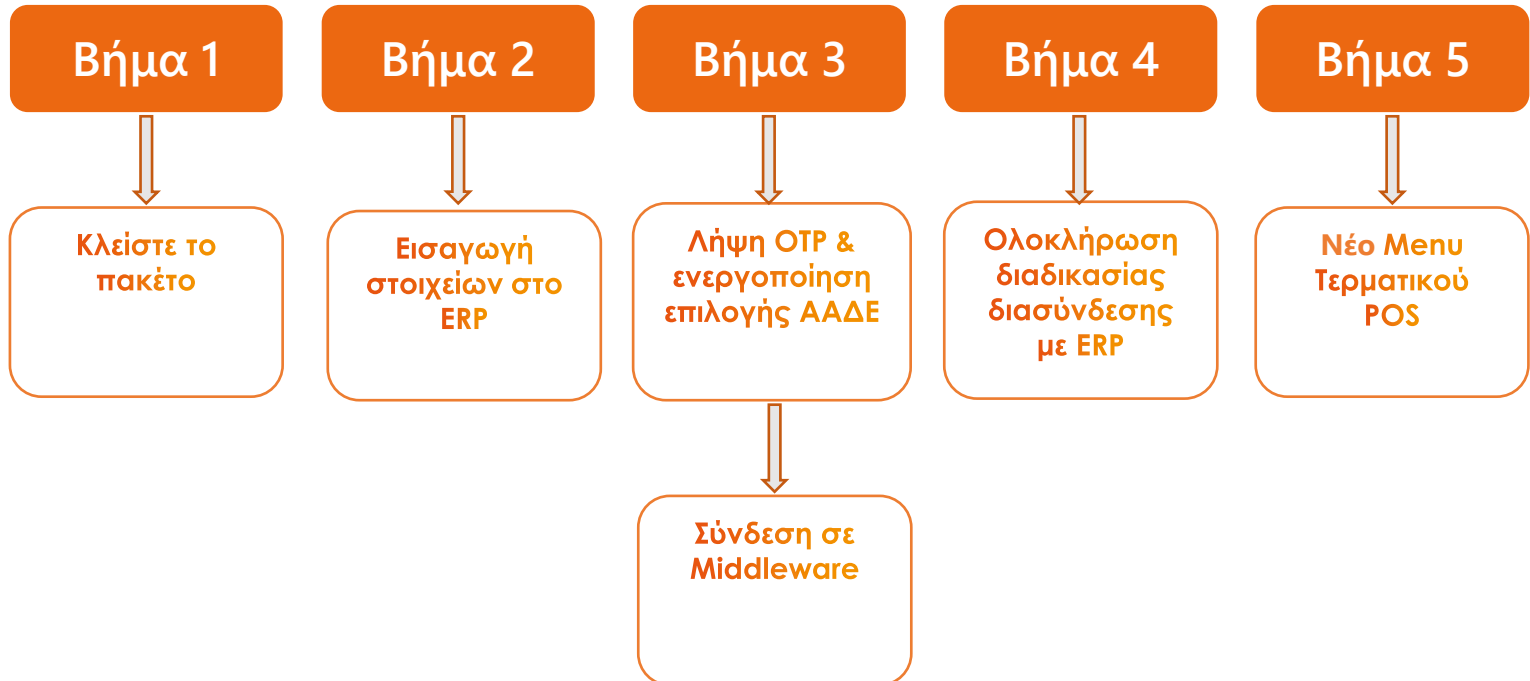 Βήμα 1
Βήμα 2
Βήμα 3
Βήμα 4
Βήμα 5
Κλείστε το
πακέτο
Εισαγωγή
στοιχείων στο
ERP
Λήψη OTP &
ενεργοποίηση
επιλογής ΑΑΔΕ
Ολοκλήρωση
διαδικασίας
διασύνδεσης
με ERP
Νέο Menu
Τερματικού
POS
Σύνδεση σε
Middleware